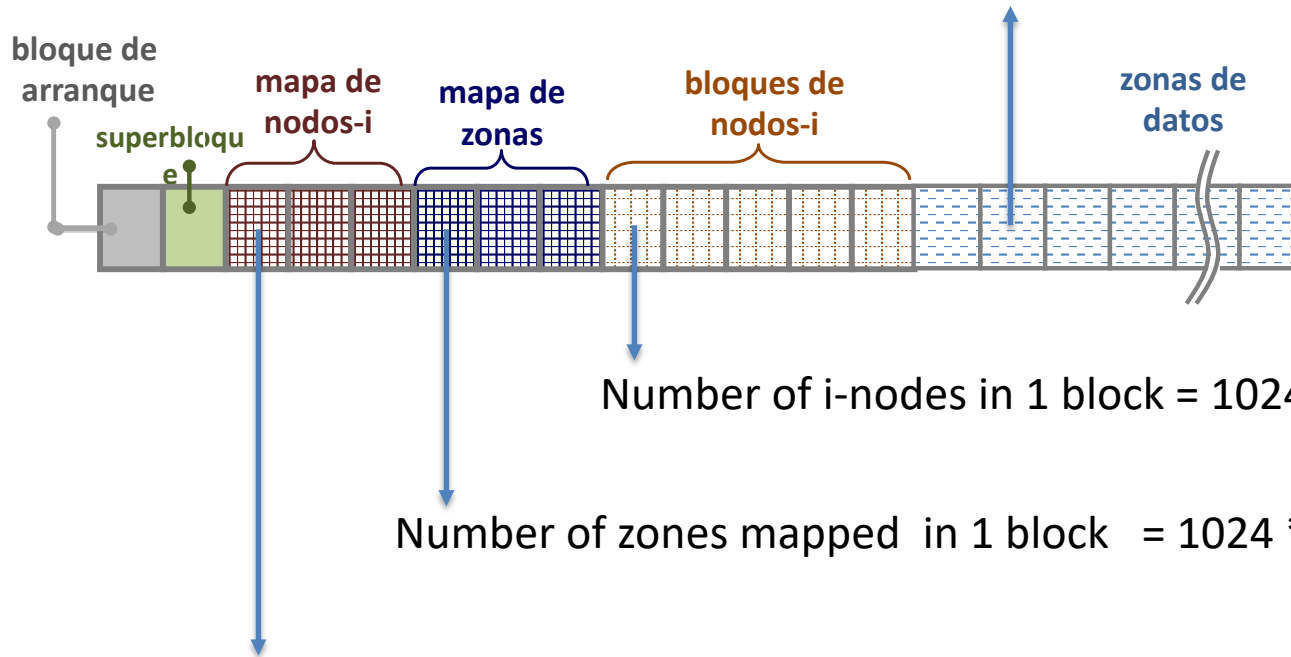 bloque de
arranque
superbloqu
e
mapa de
nodos-i
mapa de
zonas
bloques de
nodos-i
zonas de
datos
Number of i-nodes in 1 block = 1024
Number of zones mapped in 1 block = 1024 *